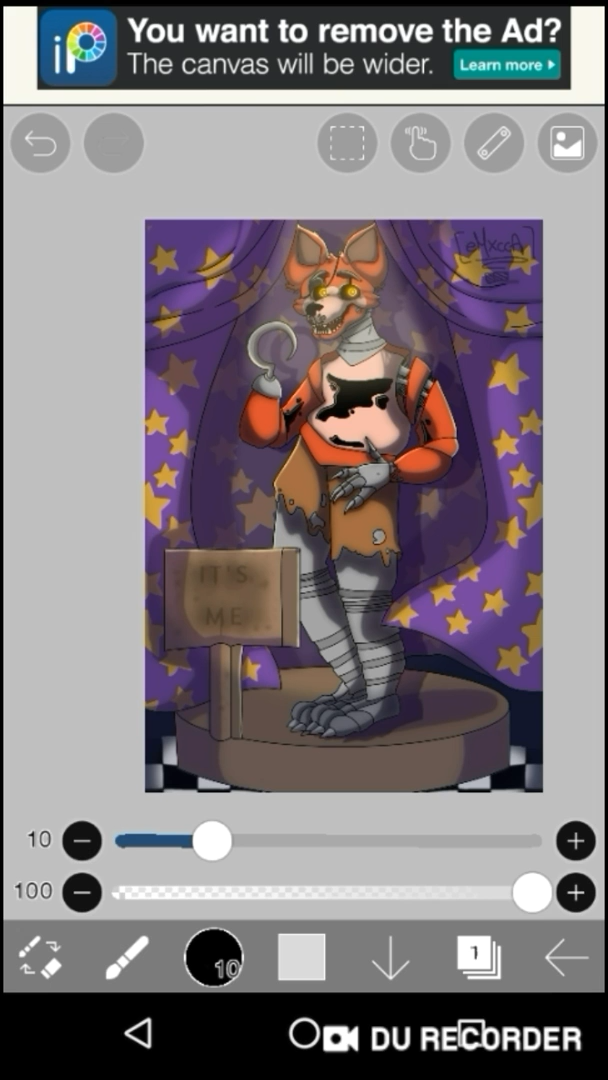 iP
You want to remove the Ad?
The canvas will be wider.
Learn more
10
100
IT'S
ME
10
1
DU RECORDER